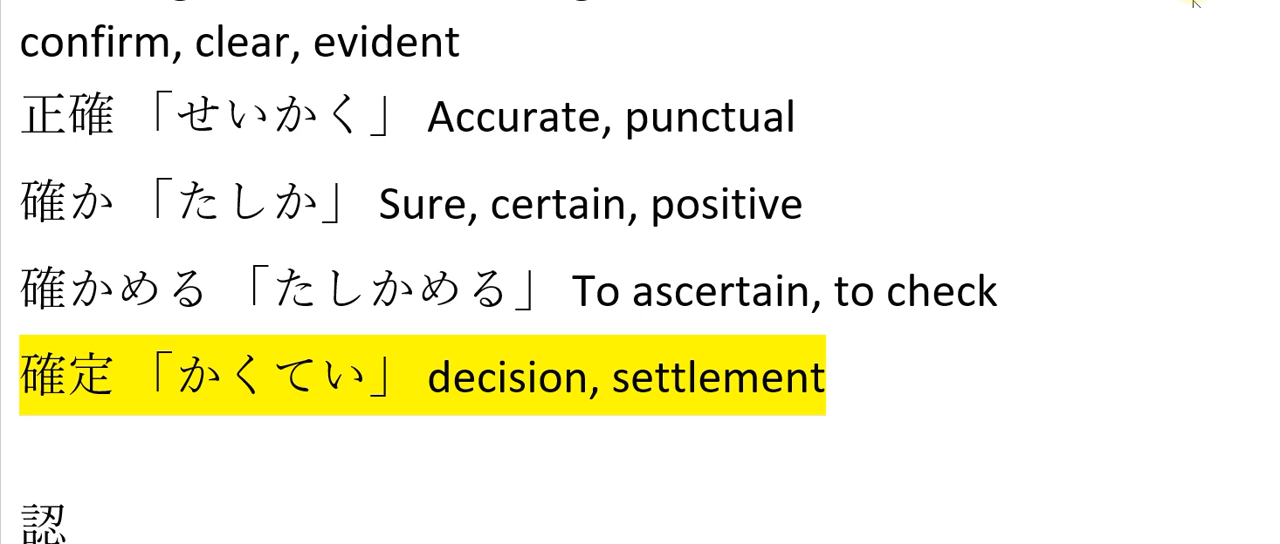 confirm, clear, evident
正確 「せいかく」 Accurate, punctual
確か 「たしか」 Sure, certain, positive
確かめる 「たしかめる」 To ascertain, to check
確定 「かくてい」 decision, settlement
認